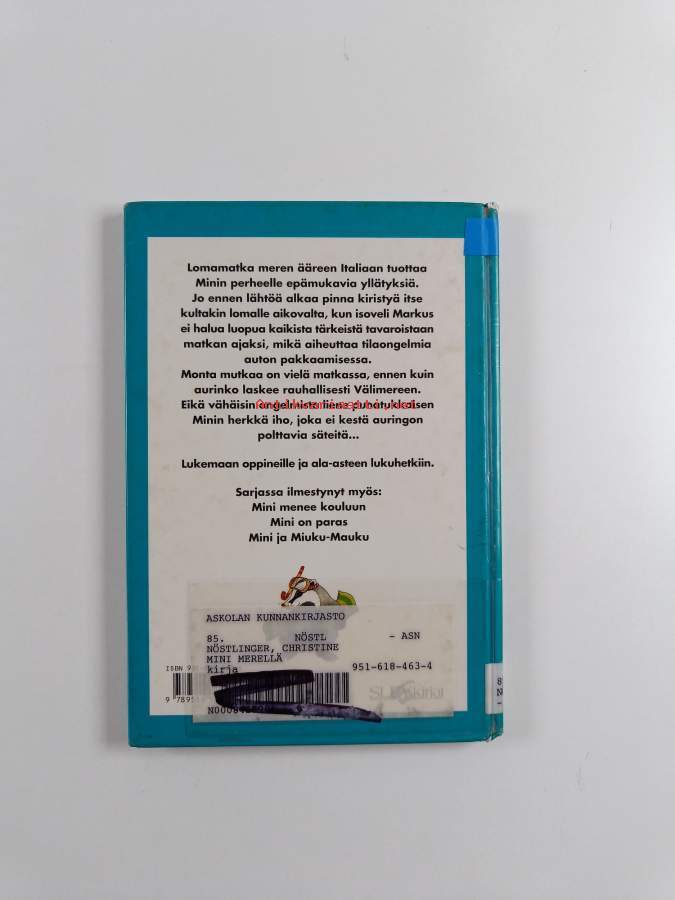 Lomamatka meren ääreen Italiaan tuottaa
Minin perheelle epämukavia yllätyksiä.
Jo ennen lähtöä alkaa pinna kiristyä itse
kultakin lomalle aikovalta, kun isoveli Markus
ei halua luopua kaikista tärkeistä tavaroistaan
matkan ajaksi, mikä aiheuttaa tilaongelmia
auton pakkaamisessa.
Monta mutkaa on vielä matkassa, ennen kuin
aurinko laskee rauhallisesti Välimereen.
Eikä vähäisin ongelmista liene
Minin herkkä iho, joka ei kestä auringon
polttavia säteitä...
Lukemaan oppineille ja ala-asteen lukuhetkiin.
Sarjassa ilmestynyt myös:
Mini menee kouluun
Mini on paras
Mini ja Miuku-Mauku
ASKOLAN KUNNANKIRJASTO
85. NÖSTL - ASN
NÖSTLINGER, CHRISTINE
MINI MERELLÄ
kirja 951-618-463-4
ISBN